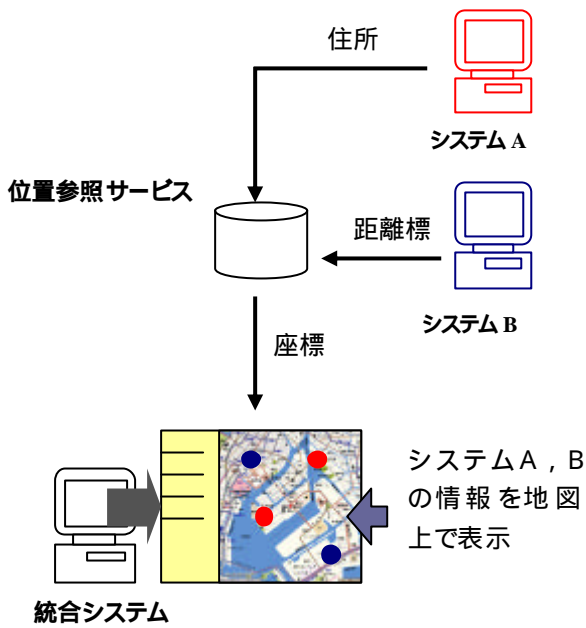 住所
システム A
位置参照サービス
距離標
システム B
座標
システムA，B
の情報を地図
上で表示
統合システム